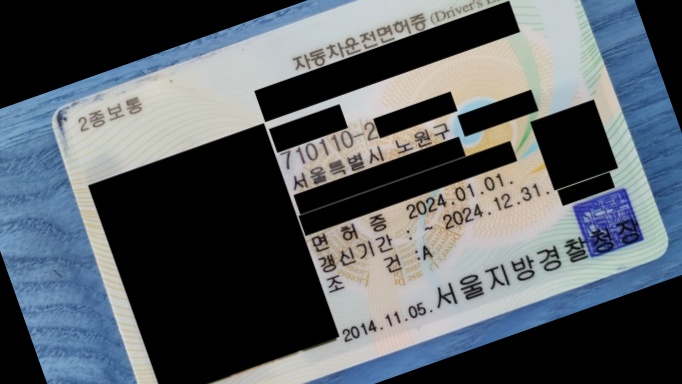 자동차운전면허증 (Driver's Li
2종보통
710110-2
서울특별시 노원구
면 허 증 2024.01.01.
갱신기간 : ~ 2024.12.31.
조 건 :A
2014.11.05. 서울지방경찰청장